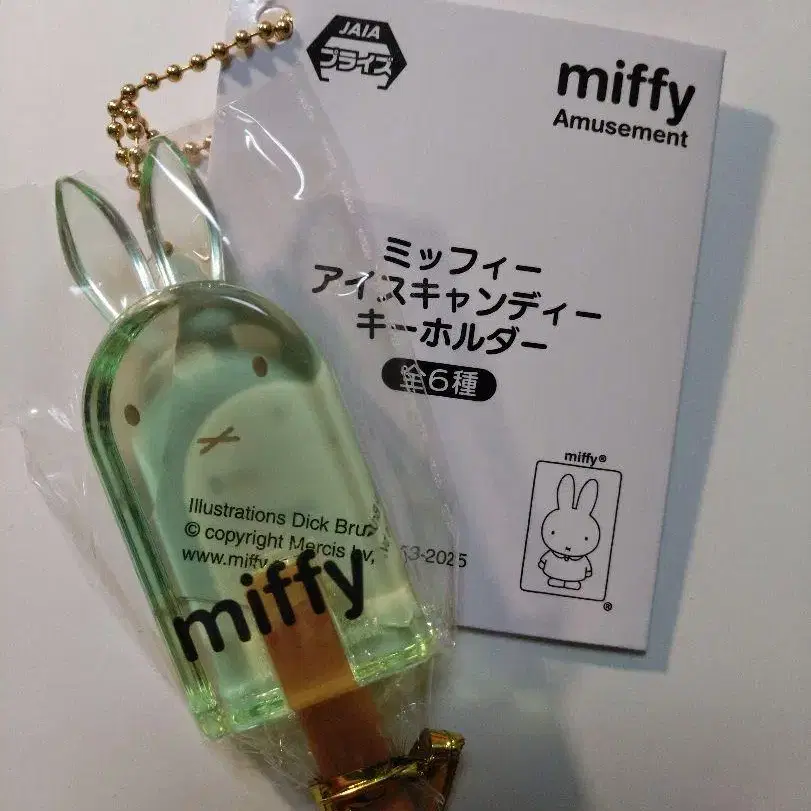 JAIA
プライズ
miffy
Amusement
ミッフィー
アイスキャンディー
キーホルダー
全6種
miffy®
®
Illustrations Dick Bruna
© copyright Mercis bv,
53-2025
www.miffy.
miffy